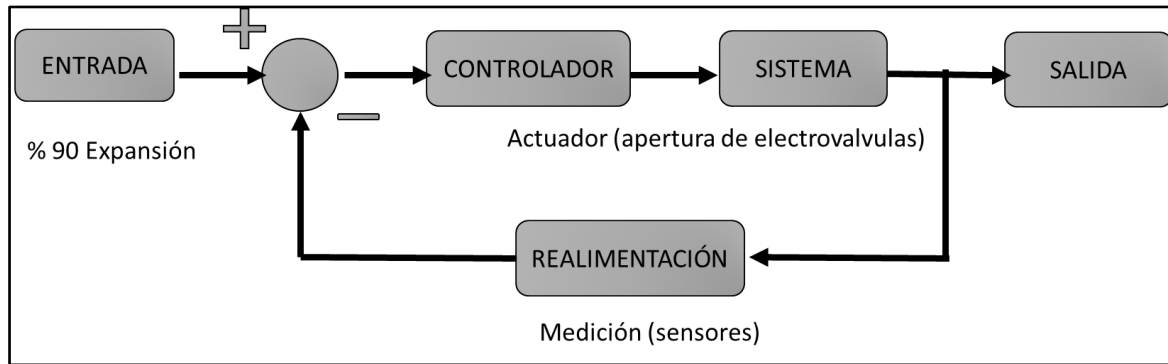 ENTRADA
CONTROLADOR
SISTEMA
SALIDA
% 90 Expansión
Actuador (apertura de electrovalvulas)
REALIMENTACIÓN
Medición (sensores)